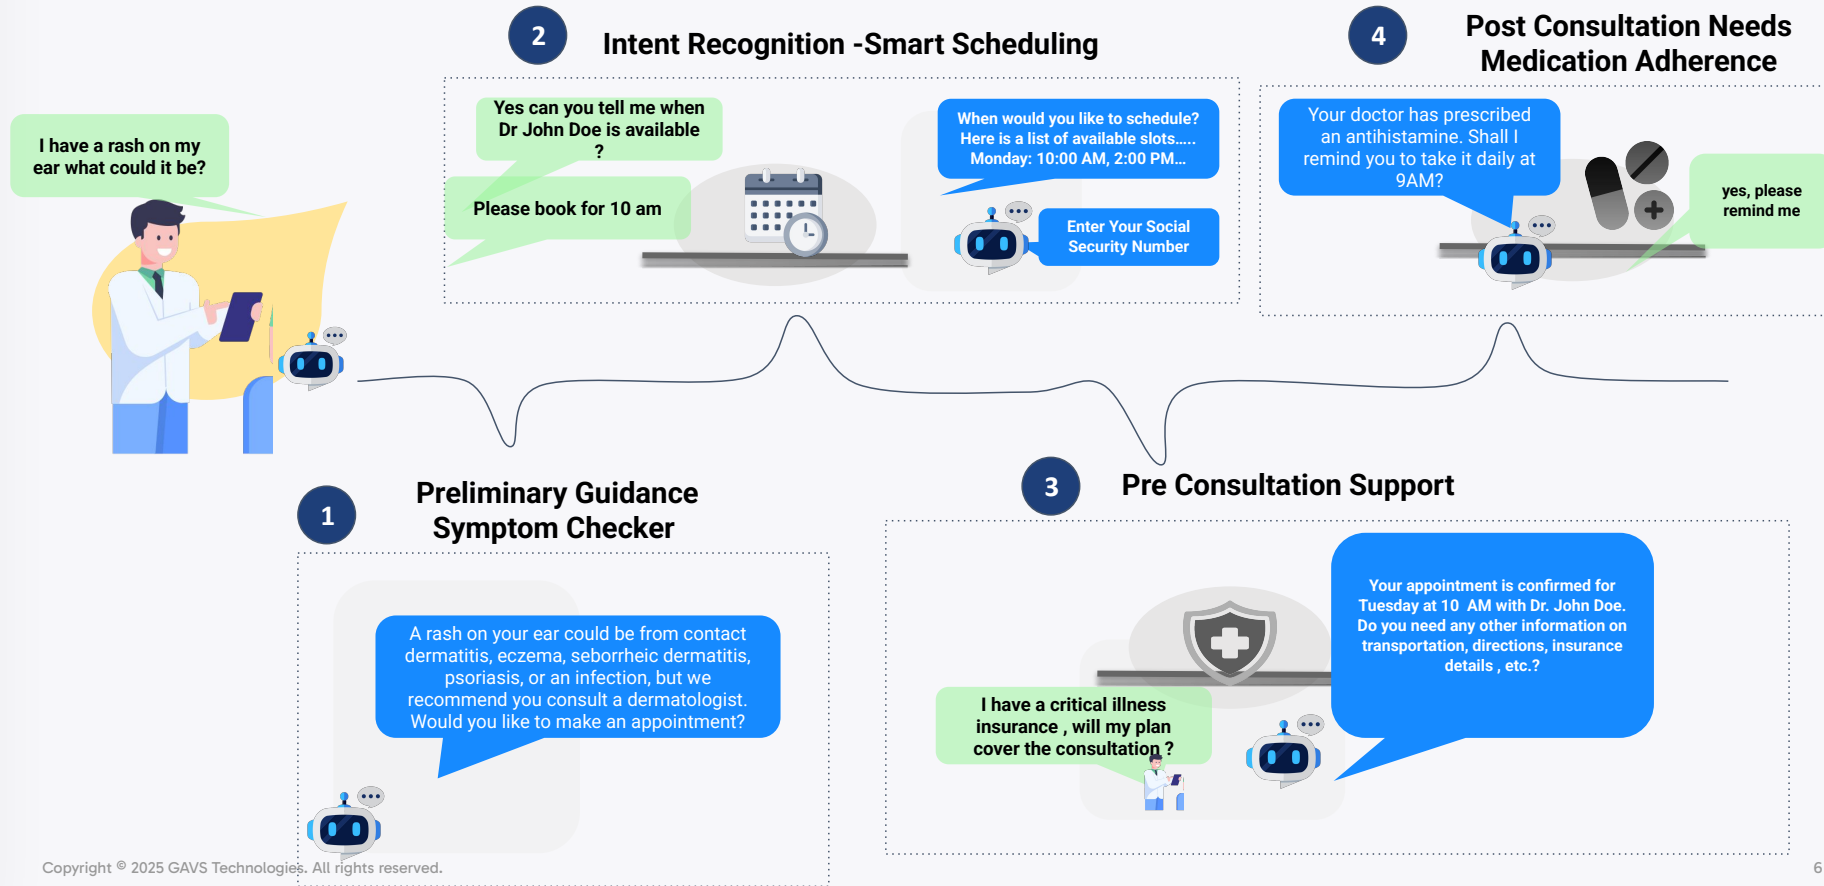 I have a rash on my
ear what could it be?
1
Preliminary Guidance
Symptom Checker
A rash on your ear could be from contact
dermatitis, eczema, seborrheic dermatitis,
psoriasis, or an infection, but we
recommend you consult a dermatologist.
Would you like to make an appointment?
2
Intent Recognition -Smart Scheduling
Yes can you tell me when
Dr John Doe is available
?
Please book for 10 am
When would you like to schedule?
Here is a list of available slots.....
Monday: 10:00 AM, 2:00 PM...
Enter Your Social
Security Number
3
Pre Consultation Support
Your appointment is confirmed for
Tuesday at 10  AM with Dr. John Doe.
Do you need any other information on
transportation, directions, insurance
details , etc.?
I have a critical illness
insurance , will my plan
cover the consultation ?
4
Post Consultation Needs
Medication Adherence
Your doctor has prescribed
an antihistamine. Shall I
remind you to take it daily at
9AM?
yes, please
remind me
Copyright © 2025 GAVS Technologies. All rights reserved.
6